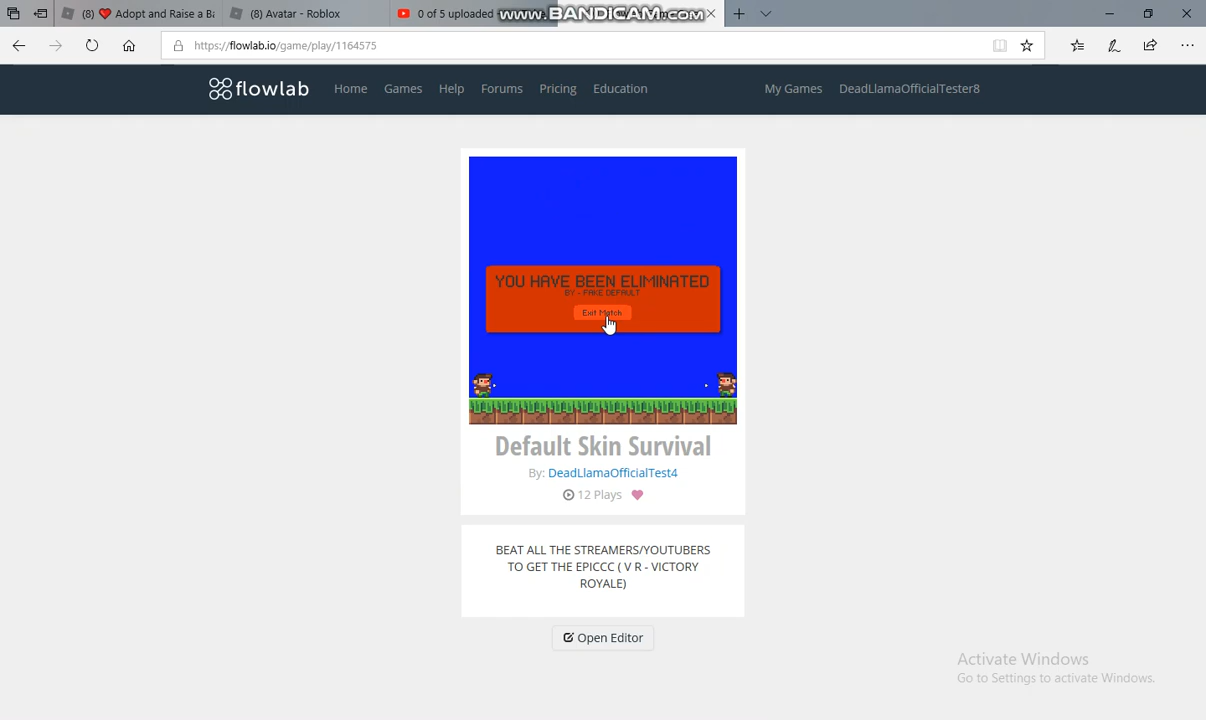 (8) ❤ Adopt and Raise a Ba
(8) Avatar - Roblox
0 of 5 uploaded
WWW.BANDICAM.COM
https://flowlab.io/game/play/1164575
flowlab
Home
Games
Help
Forums
Pricing
Education
My Games
DeadLlamaOfficialTester8
YOU HAVE BEEN ELIMINATED
BY - FAKE DEFAULT
Exit Match
Default Skin Survival
By: DeadLlamaOfficialTest4
12 Plays
BEAT ALL THE STREAMERS/YOUTUBERS
TO GET THE EPICCC ( V R - VICTORY
ROYALE)
Open Editor
Activate Windows
Go to Settings to activate Windows.